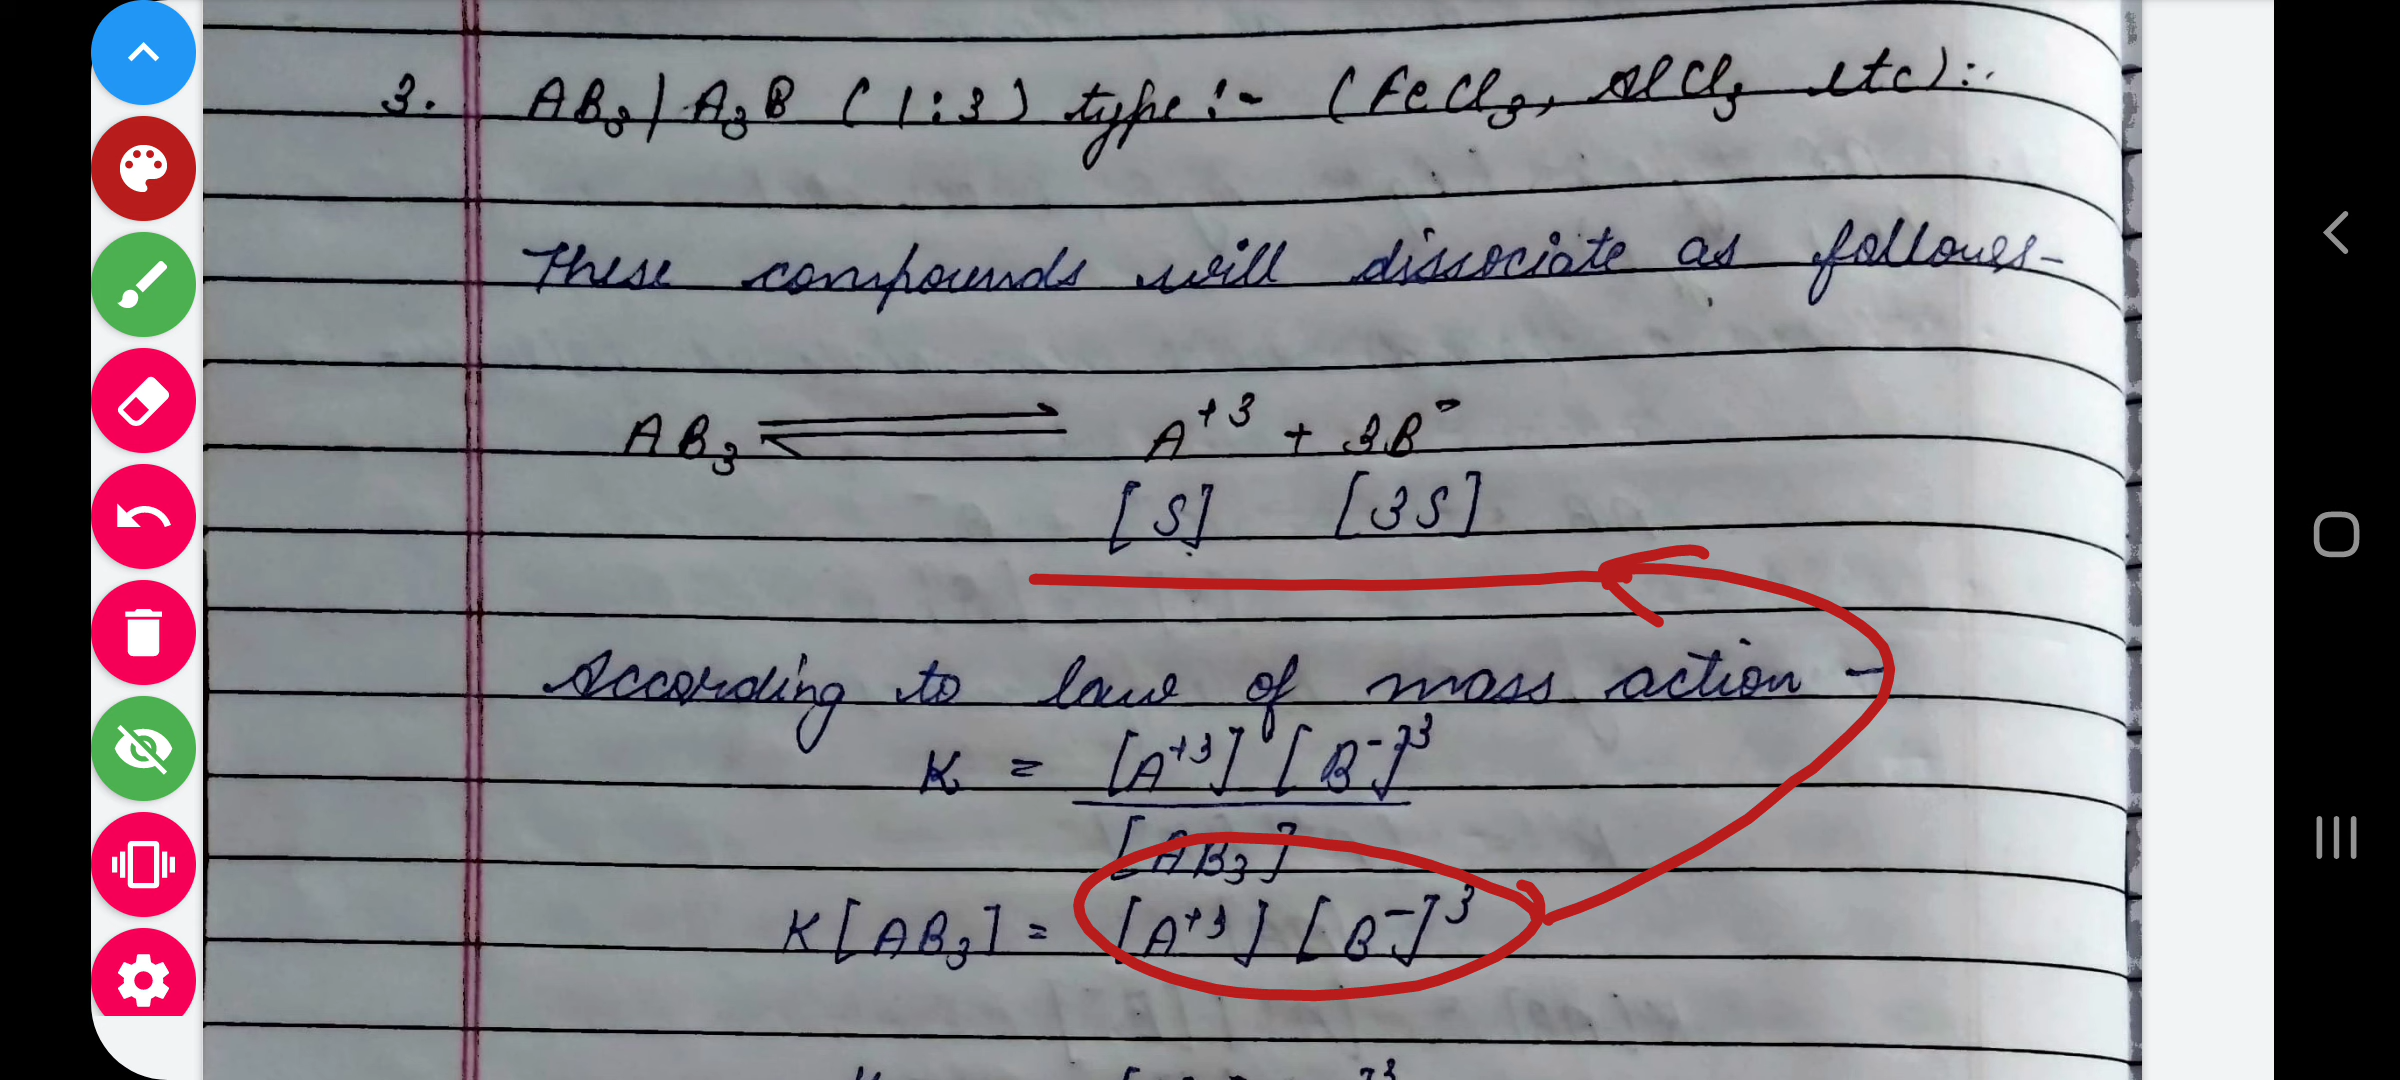 3. AB₃ / A₃B (1:3) type :- (FeCl₃, AlCl₃ etc) :-
These compounds will dissociate as follows-
AB₃ ⇌ A⁺³ + 3B⁻
[S] [3S]
According to law of mass action -
K = [A⁺³] [B⁻]³
[AB₃]
K[AB₃] = [A⁺³] [B⁻]³